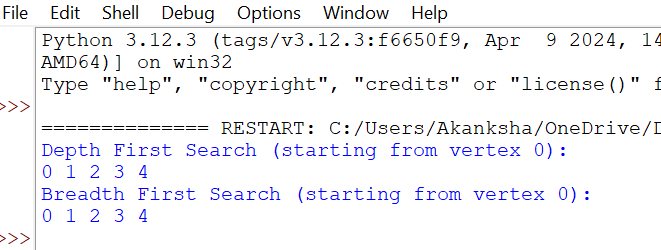 File Edit Shell Debug Options Window Help
Python 3.12.3 (tags/v3.12.3:f6650f9, Apr  9 2024, 14
AMD64)] on win32
Type "help", "copyright", "credits" or "license()" f
>>>
============== RESTART: C:/Users/Akanksha/OneDrive/D
Depth First Search (starting from vertex 0):
0 1 2 3 4
Breadth First Search (starting from vertex 0):
0 1 2 3 4
>>>